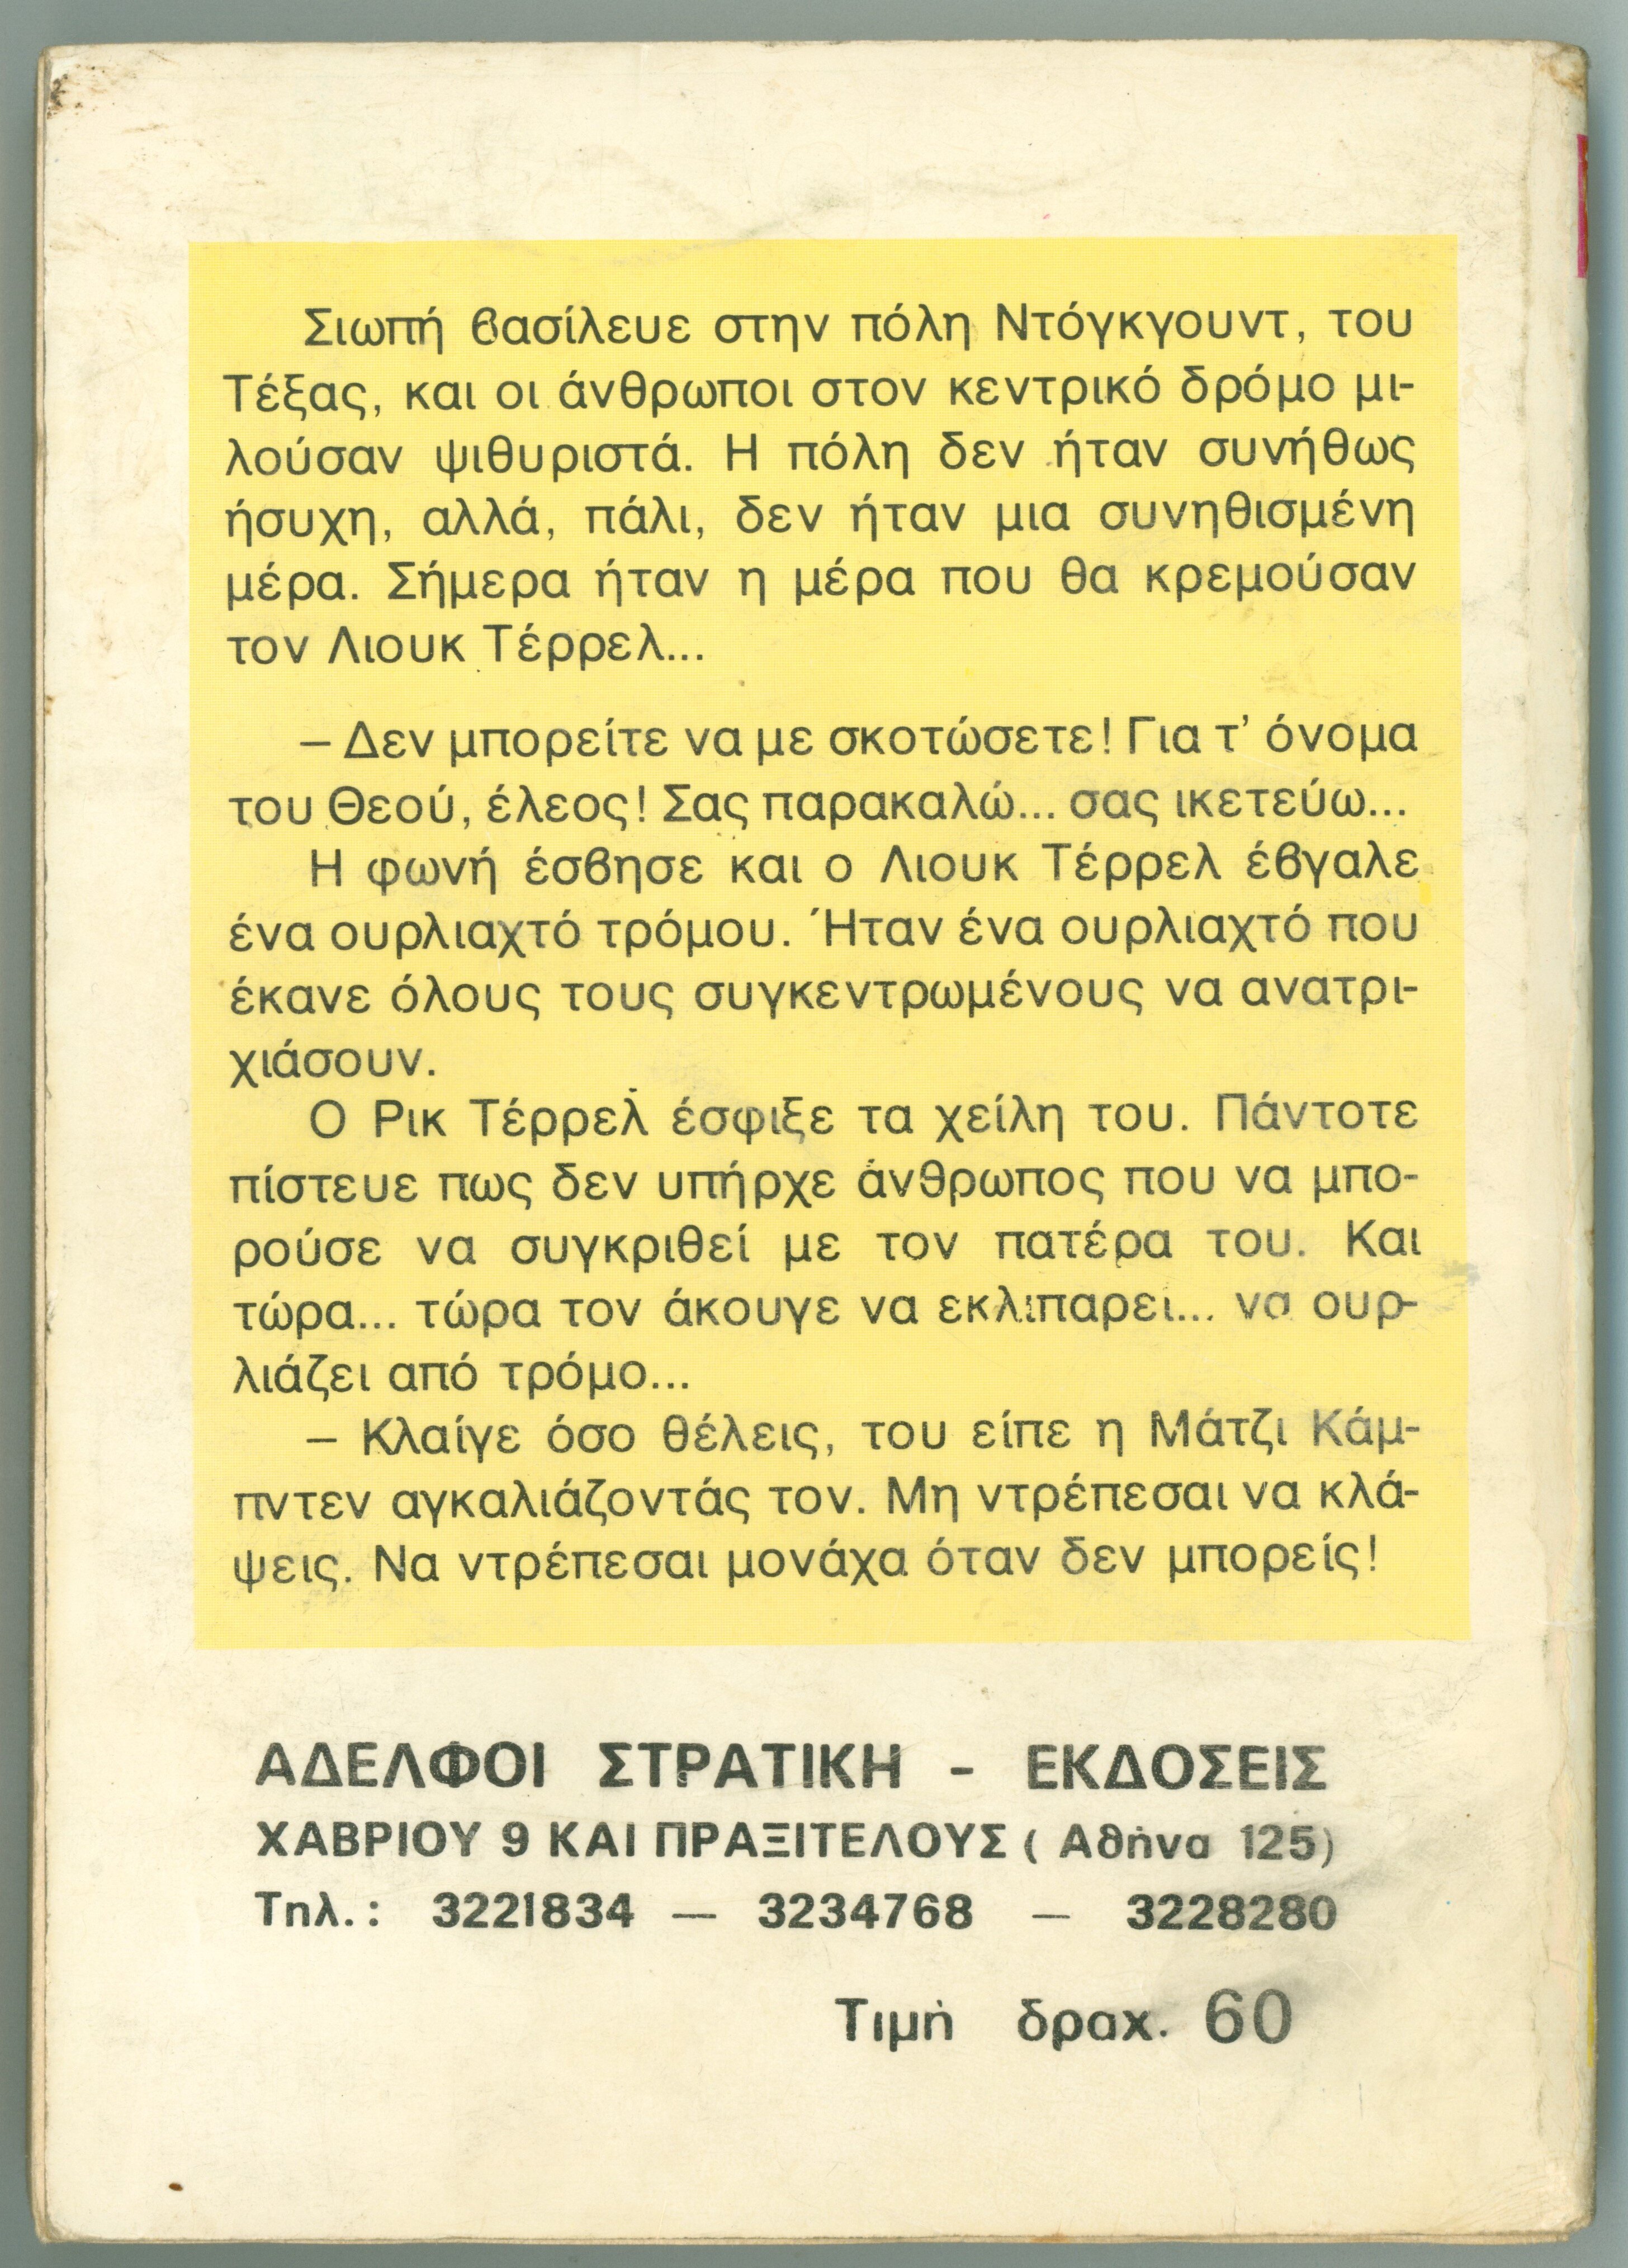 Σιωπή βασίλευε στην πόλη Ντόγκγουντ, του
Τέξας, και οι άνθρωποι στον κεντρικό δρόμο μι-
λούσαν ψιθυριστά. Η πόλη δεν ήταν συνήθως
ήσυχη, αλλά, πάλι, δεν ήταν μια συνηθισμένη
μέρα. Σήμερα ήταν η μέρα που θα κρεμούσαν
τον Λιουκ Τέρρελ...
– Δεν μπορείτε να με σκοτώσετε! Για τ' όνομα
του Θεού, έλεος! Σας παρακαλώ... σας ικετεύω...
Η φωνή έσβησε και ο Λιουκ Τέρρελ έβγαλε
ένα ουρλιαχτό τρόμου. Ήταν ένα ουρλιαχτό που
έκανε όλους τους συγκεντρωμένους να ανατρι-
χιάσουν.
Ο Ρικ Τέρρελ έσφιξε τα χείλη του. Πάντοτε
πίστευε πως δεν υπήρχε άνθρωπος που να μπο-
ρούσε να συγκριθεί με τον πατέρα του. Και
τώρα... τώρα τον άκουγε να εκλιπαρεί... να ουρ-
λιάζει από τρόμο...
– Κλαίγε όσο θέλεις, του είπε η Μάτζι Κάμ-
πντεν αγκαλιάζοντάς τον. Μη ντρέπεσαι να κλά-
ψεις. Να ντρέπεσαι μονάχα όταν δεν μπορείς!
ΑΔΕΛΦΟΙ ΣΤΡΑΤΙΚΗ - ΕΚΔΟΣΕΙΣ
ΧΑΒΡΙΟΥ 9 ΚΑΙ ΠΡΑΞΙΤΕΛΟΥΣ ( Αθήνα 125)
Τηλ.: 3221834 — 3234768 — 3228280
Τιμή δραχ. 60